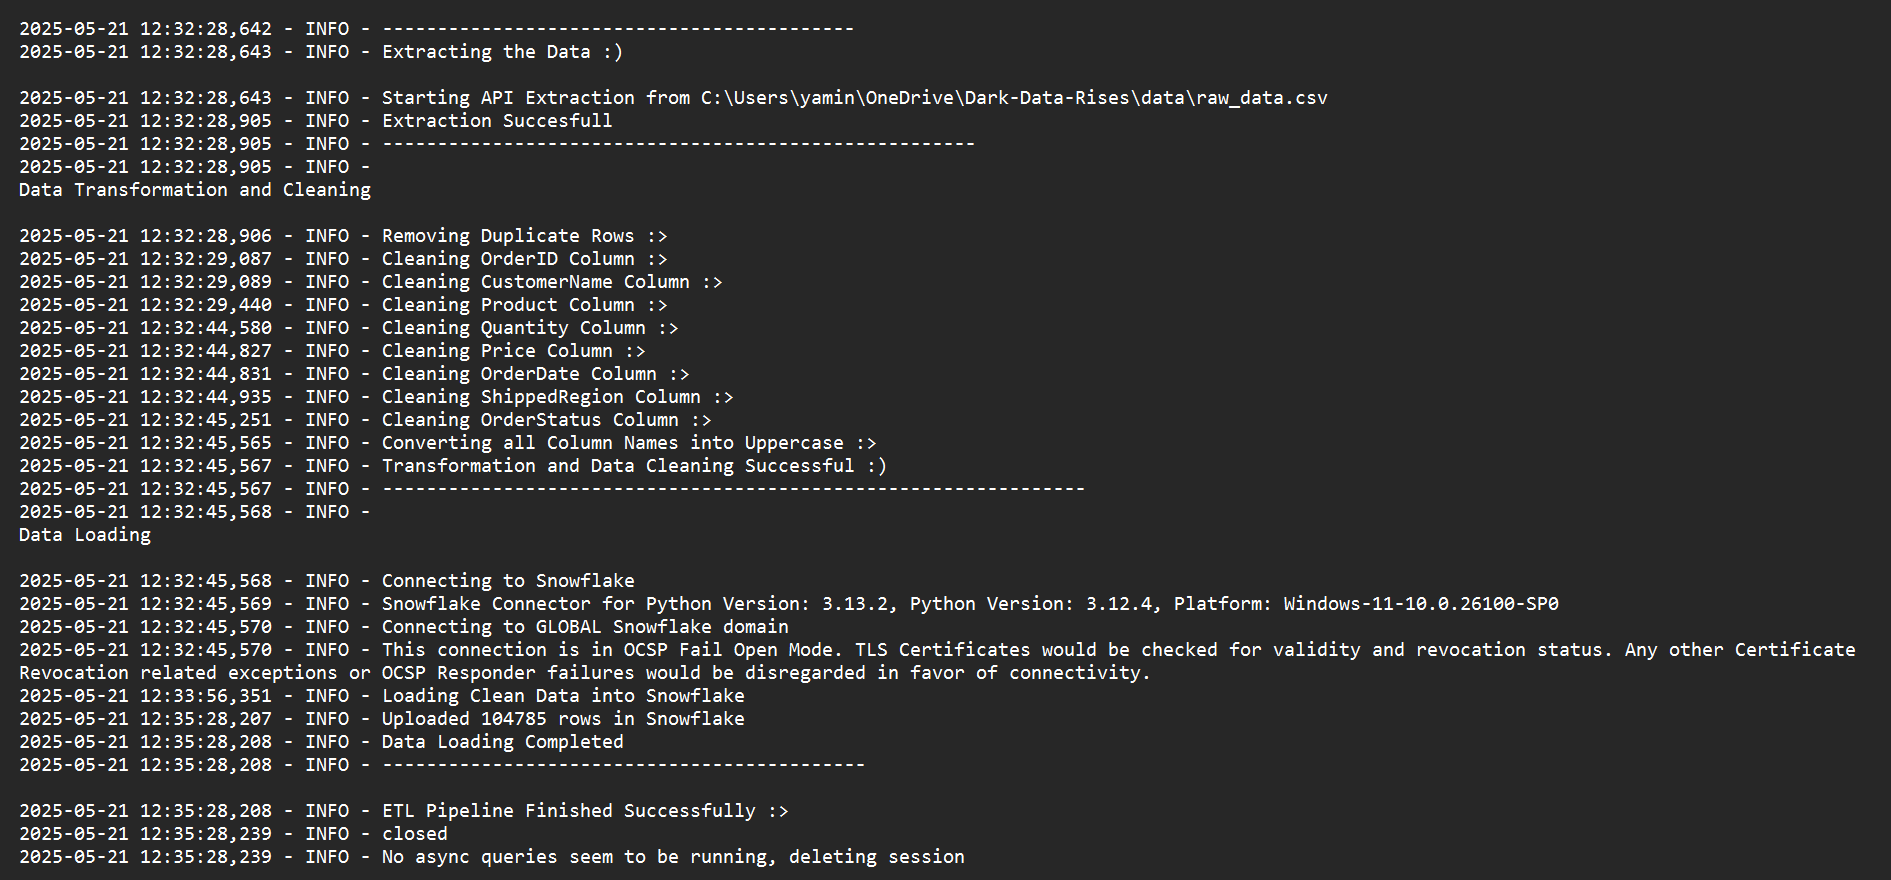 2025-05-21 12:32:28,642 - INFO - -------------------------------------------
2025-05-21 12:32:28,643 - INFO - Extracting the Data :)
2025-05-21 12:32:28,643 - INFO - Starting API Extraction from C:\Users\yamin\OneDrive\Dark-Data-Rises\data\raw_data.csv
2025-05-21 12:32:28,905 - INFO - Extraction Succesfull
2025-05-21 12:32:28,905 - INFO - ------------------------------------------------------
2025-05-21 12:32:28,905 - INFO -
Data Transformation and Cleaning
2025-05-21 12:32:28,906 - INFO - Removing Duplicate Rows :>
2025-05-21 12:32:29,087 - INFO - Cleaning OrderID Column :>
2025-05-21 12:32:29,089 - INFO - Cleaning CustomerName Column :>
2025-05-21 12:32:29,440 - INFO - Cleaning Product Column :>
2025-05-21 12:32:44,580 - INFO - Cleaning Quantity Column :>
2025-05-21 12:32:44,827 - INFO - Cleaning Price Column :>
2025-05-21 12:32:44,831 - INFO - Cleaning OrderDate Column :>
2025-05-21 12:32:44,935 - INFO - Cleaning ShippedRegion Column :>
2025-05-21 12:32:45,251 - INFO - Cleaning OrderStatus Column :>
2025-05-21 12:32:45,565 - INFO - Converting all Column Names into Uppercase :>
2025-05-21 12:32:45,567 - INFO - Transformation and Data Cleaning Successful :)
2025-05-21 12:32:45,567 - INFO - ----------------------------------------------------------------
2025-05-21 12:32:45,568 - INFO -
Data Loading
2025-05-21 12:32:45,568 - INFO - Connecting to Snowflake
2025-05-21 12:32:45,569 - INFO - Snowflake Connector for Python Version: 3.13.2, Python Version: 3.12.4, Platform: Windows-11-10.0.26100-SP0
2025-05-21 12:32:45,570 - INFO - Connecting to GLOBAL Snowflake domain
2025-05-21 12:32:45,570 - INFO - This connection is in OCSP Fail Open Mode. TLS Certificates would be checked for validity and revocation status. Any other Certificate
Revocation related exceptions or OCSP Responder failures would be disregarded in favor of connectivity.
2025-05-21 12:33:56,351 - INFO - Loading Clean Data into Snowflake
2025-05-21 12:35:28,207 - INFO - Uploaded 104785 rows in Snowflake
2025-05-21 12:35:28,208 - INFO - Data Loading Completed
2025-05-21 12:35:28,208 - INFO - --------------------------------------------
2025-05-21 12:35:28,208 - INFO - ETL Pipeline Finished Successfully :>
2025-05-21 12:35:28,239 - INFO - closed
2025-05-21 12:35:28,239 - INFO - No async queries seem to be running, deleting session